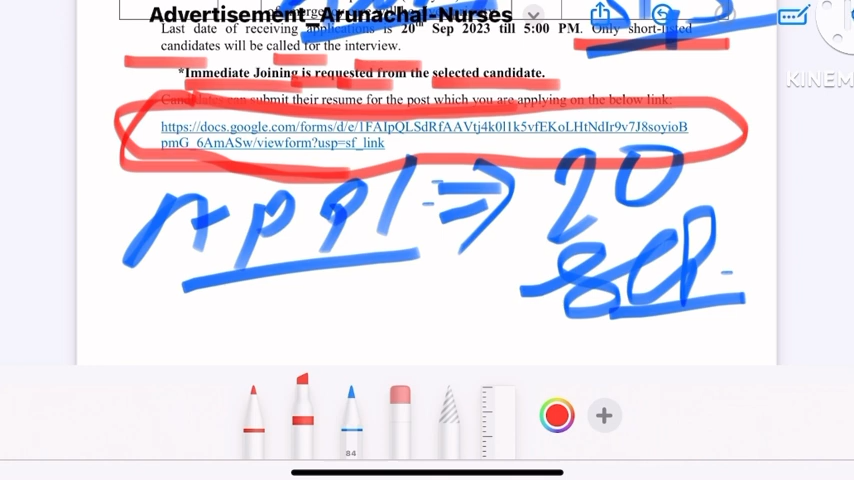 Advertisement_Arunachal-Nurses
Last date of receiving applications is 20th Sep 2023 till 5:00 PM. Only short-listed
candidates will be called for the interview.
*Immediate Joining is requested from the selected candidate.
Candidates can submit their resume for the post which you are applying on the below link:
https://docs.google.com/forms/d/e/1FAIpQLSdRfAAVtj4k0l1k5vfEKoLHtNdIr9v7J8soyioB
pmG_6AmASw/viewform?usp=sf_link
Appl ⇒ 20
Sep
84
KINEM